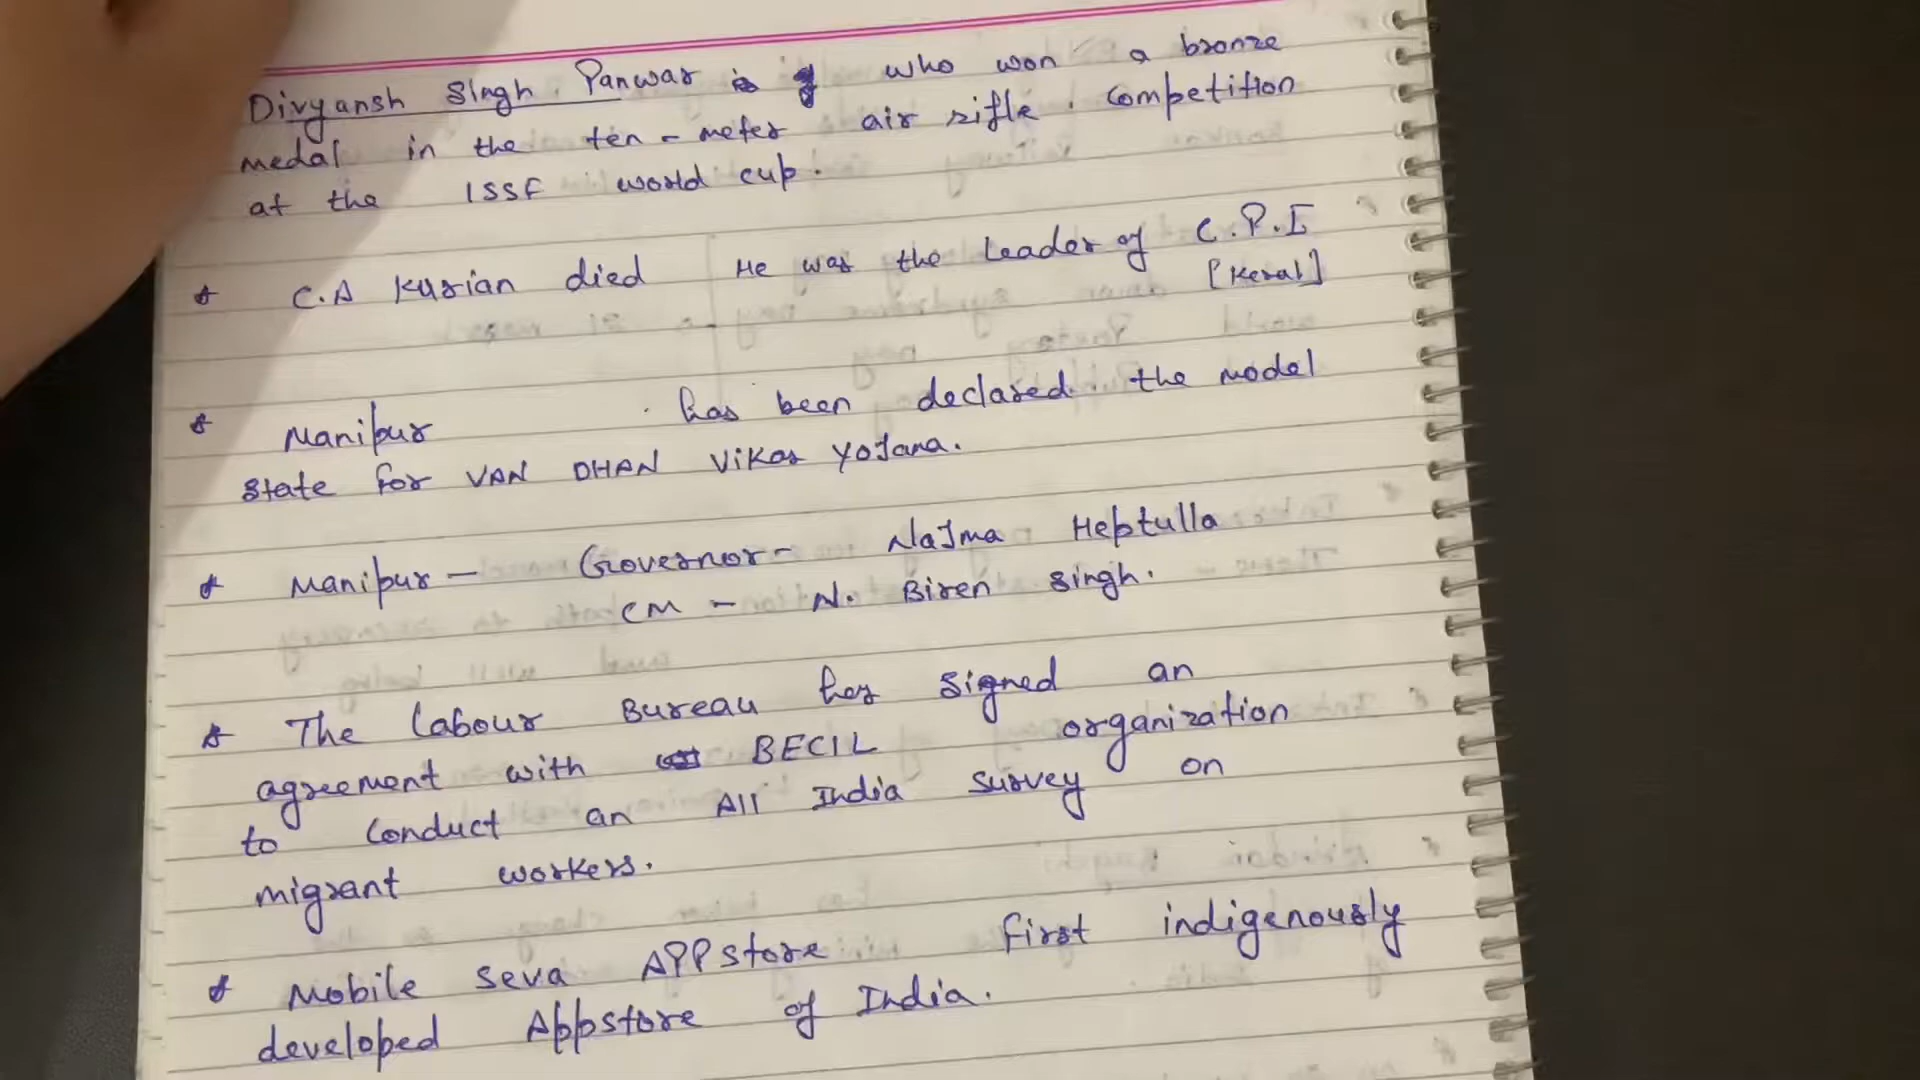 Divyansh Singh Panwar is who won a bronze
medal in the ten - meter air rifle. Competition
at the ISSF world cup.
C.A Kurian died He was the leader of C.P.I
[Keral]
Manipur has been declared the model
State for VAN DHAN Vikas YoJana.
Manipur - Governor - NaJma Heptulla
CM - N. Biren Singh.
The Labour Bureau has signed an
agreement with BECIL organization
to Conduct an All India Survey on
migrant workers.
Mobile Seva APPstore first indigenously
developed Appstore of India.